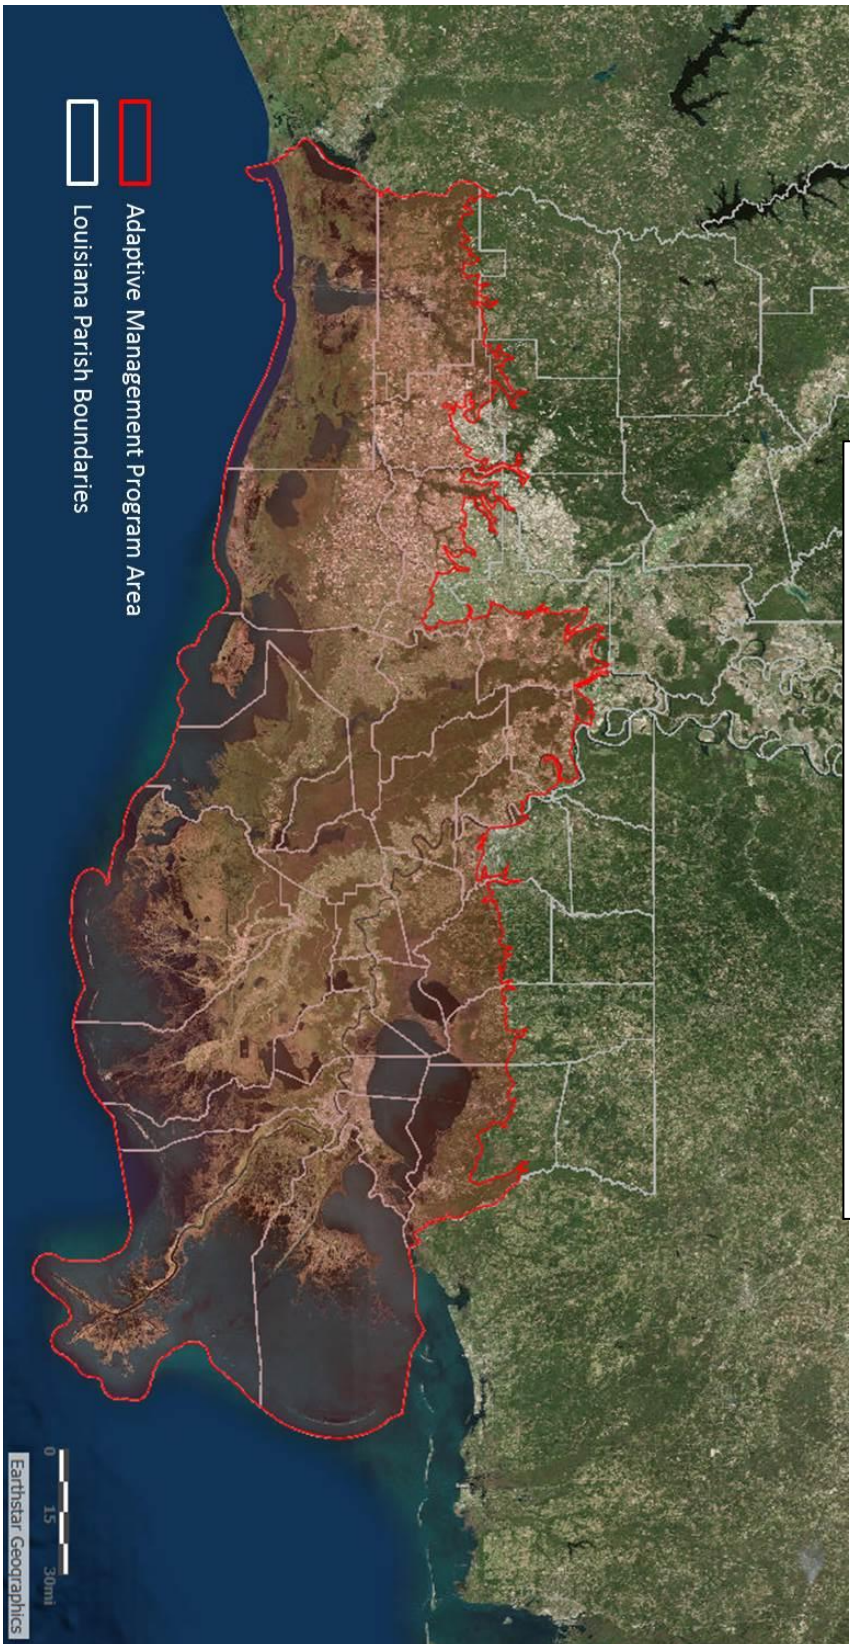 Adaptive Management Program Area
Louisiana Parish Boundaries
0 15 30mi
Earthstar Geographics